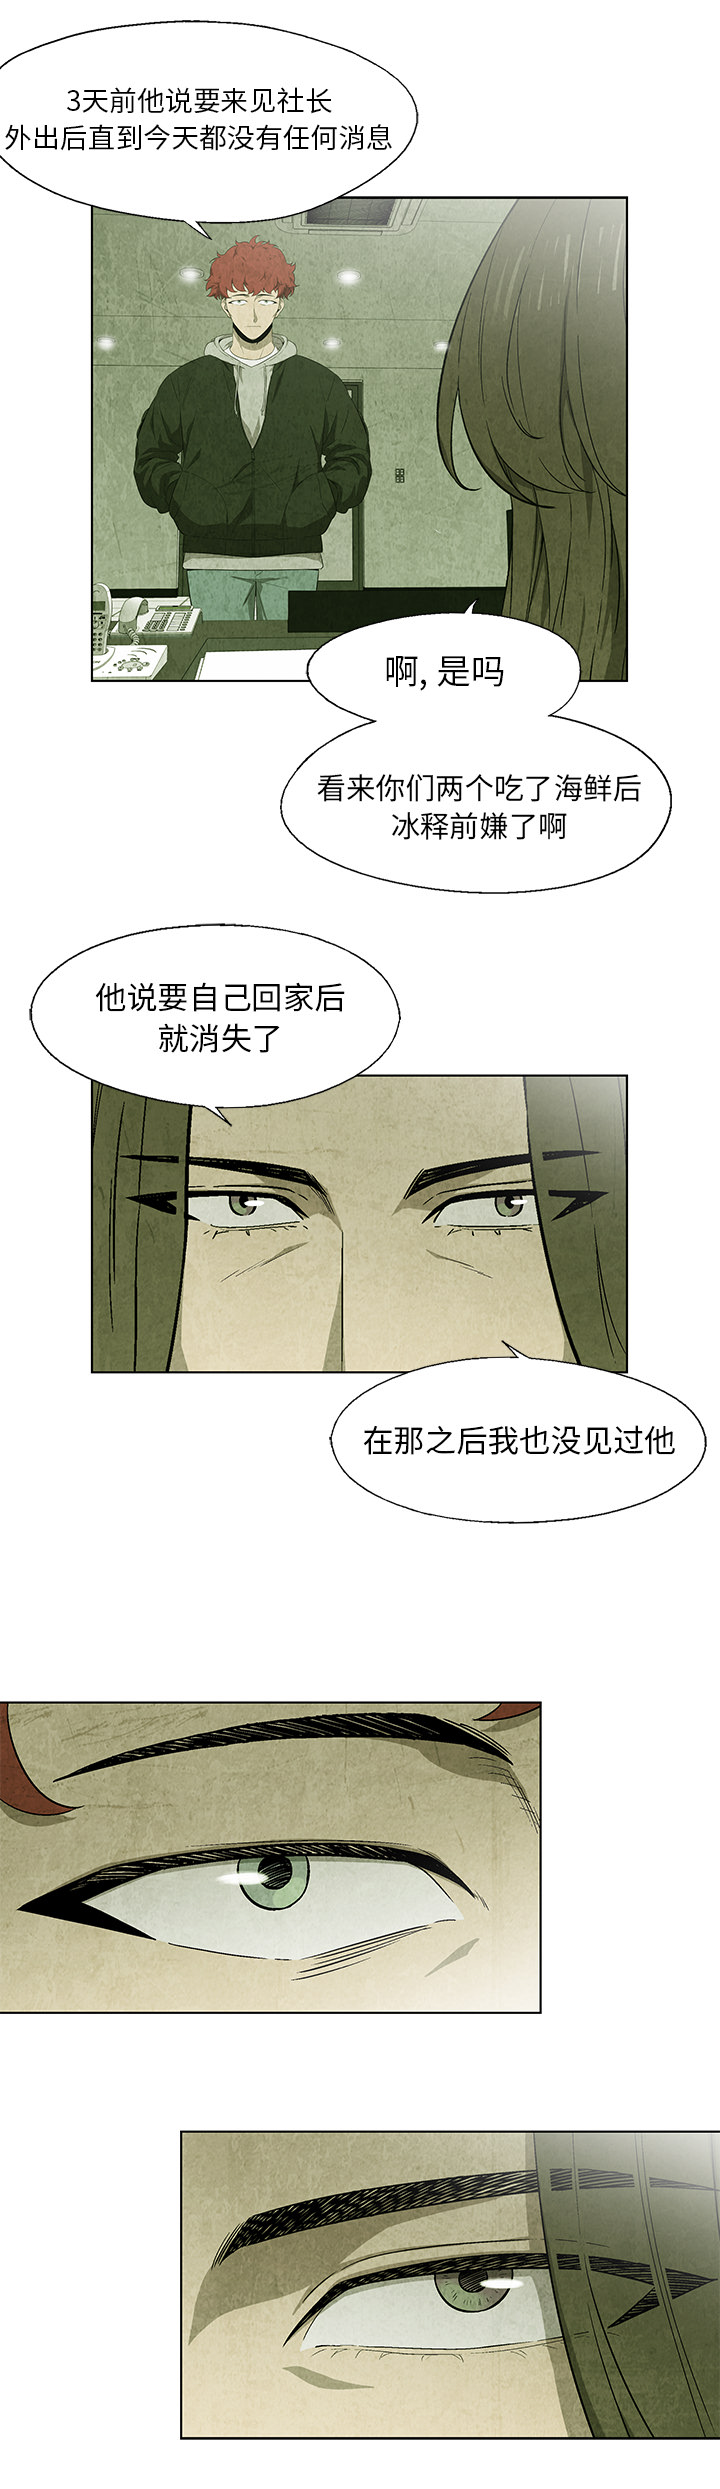 3天前他说要来见社长
外出后直到今天都没有任何消息
啊, 是吗
看来你们两个吃了海鲜后
冰释前嫌了啊
他说要自己回家后
就消失了
在那之后我也没见过他